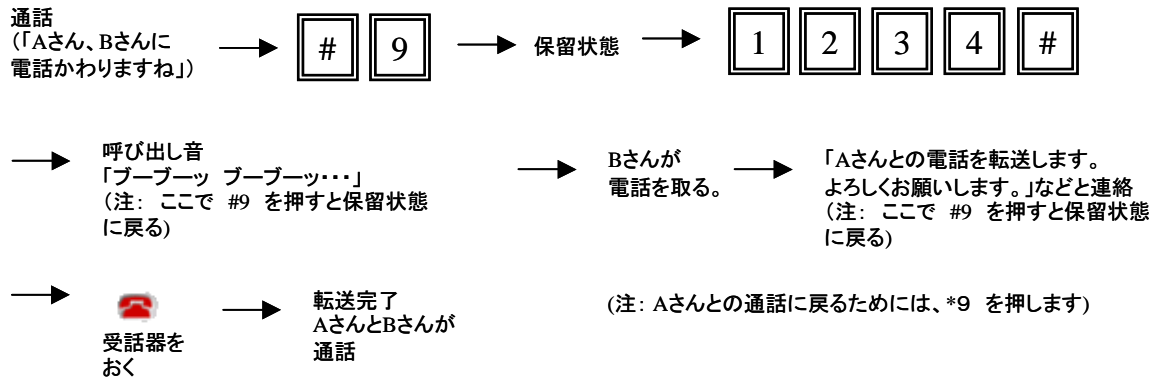 通話
(「Aさん、Bさんに
電話かわりますね」)
# 9
保留状態
1 2 3 4 #
呼び出し音
「ブーブーッ ブーブーッ・・・」
(注: ここで #9 を押すと保留状態
に戻る)
Bさんが
電話を取る。
「Aさんとの電話を転送します。
よろしくお願いします。」などと連絡
(注: ここで #9 を押すと保留状態
に戻る)
受話器を
おく
転送完了
AさんとBさんが
通話
(注: Aさんとの通話に戻るためには、*9 を押します)